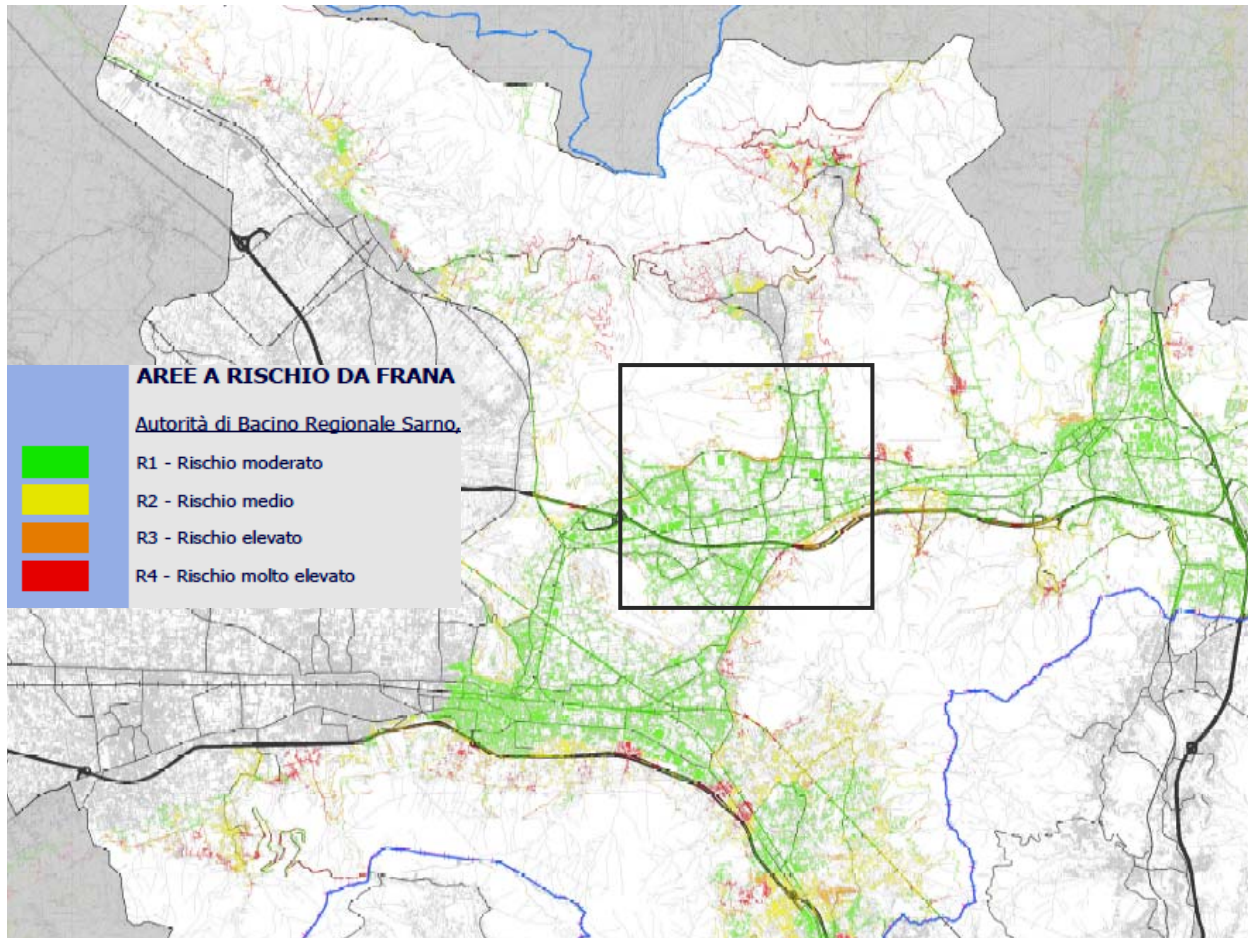 AREE A RISCHIO DA FRANA
Autorità di Bacino Regionale Sarno,
R1 - Rischio moderato
R2 - Rischio medio
R3 - Rischio elevato
R4 - Rischio molto elevato